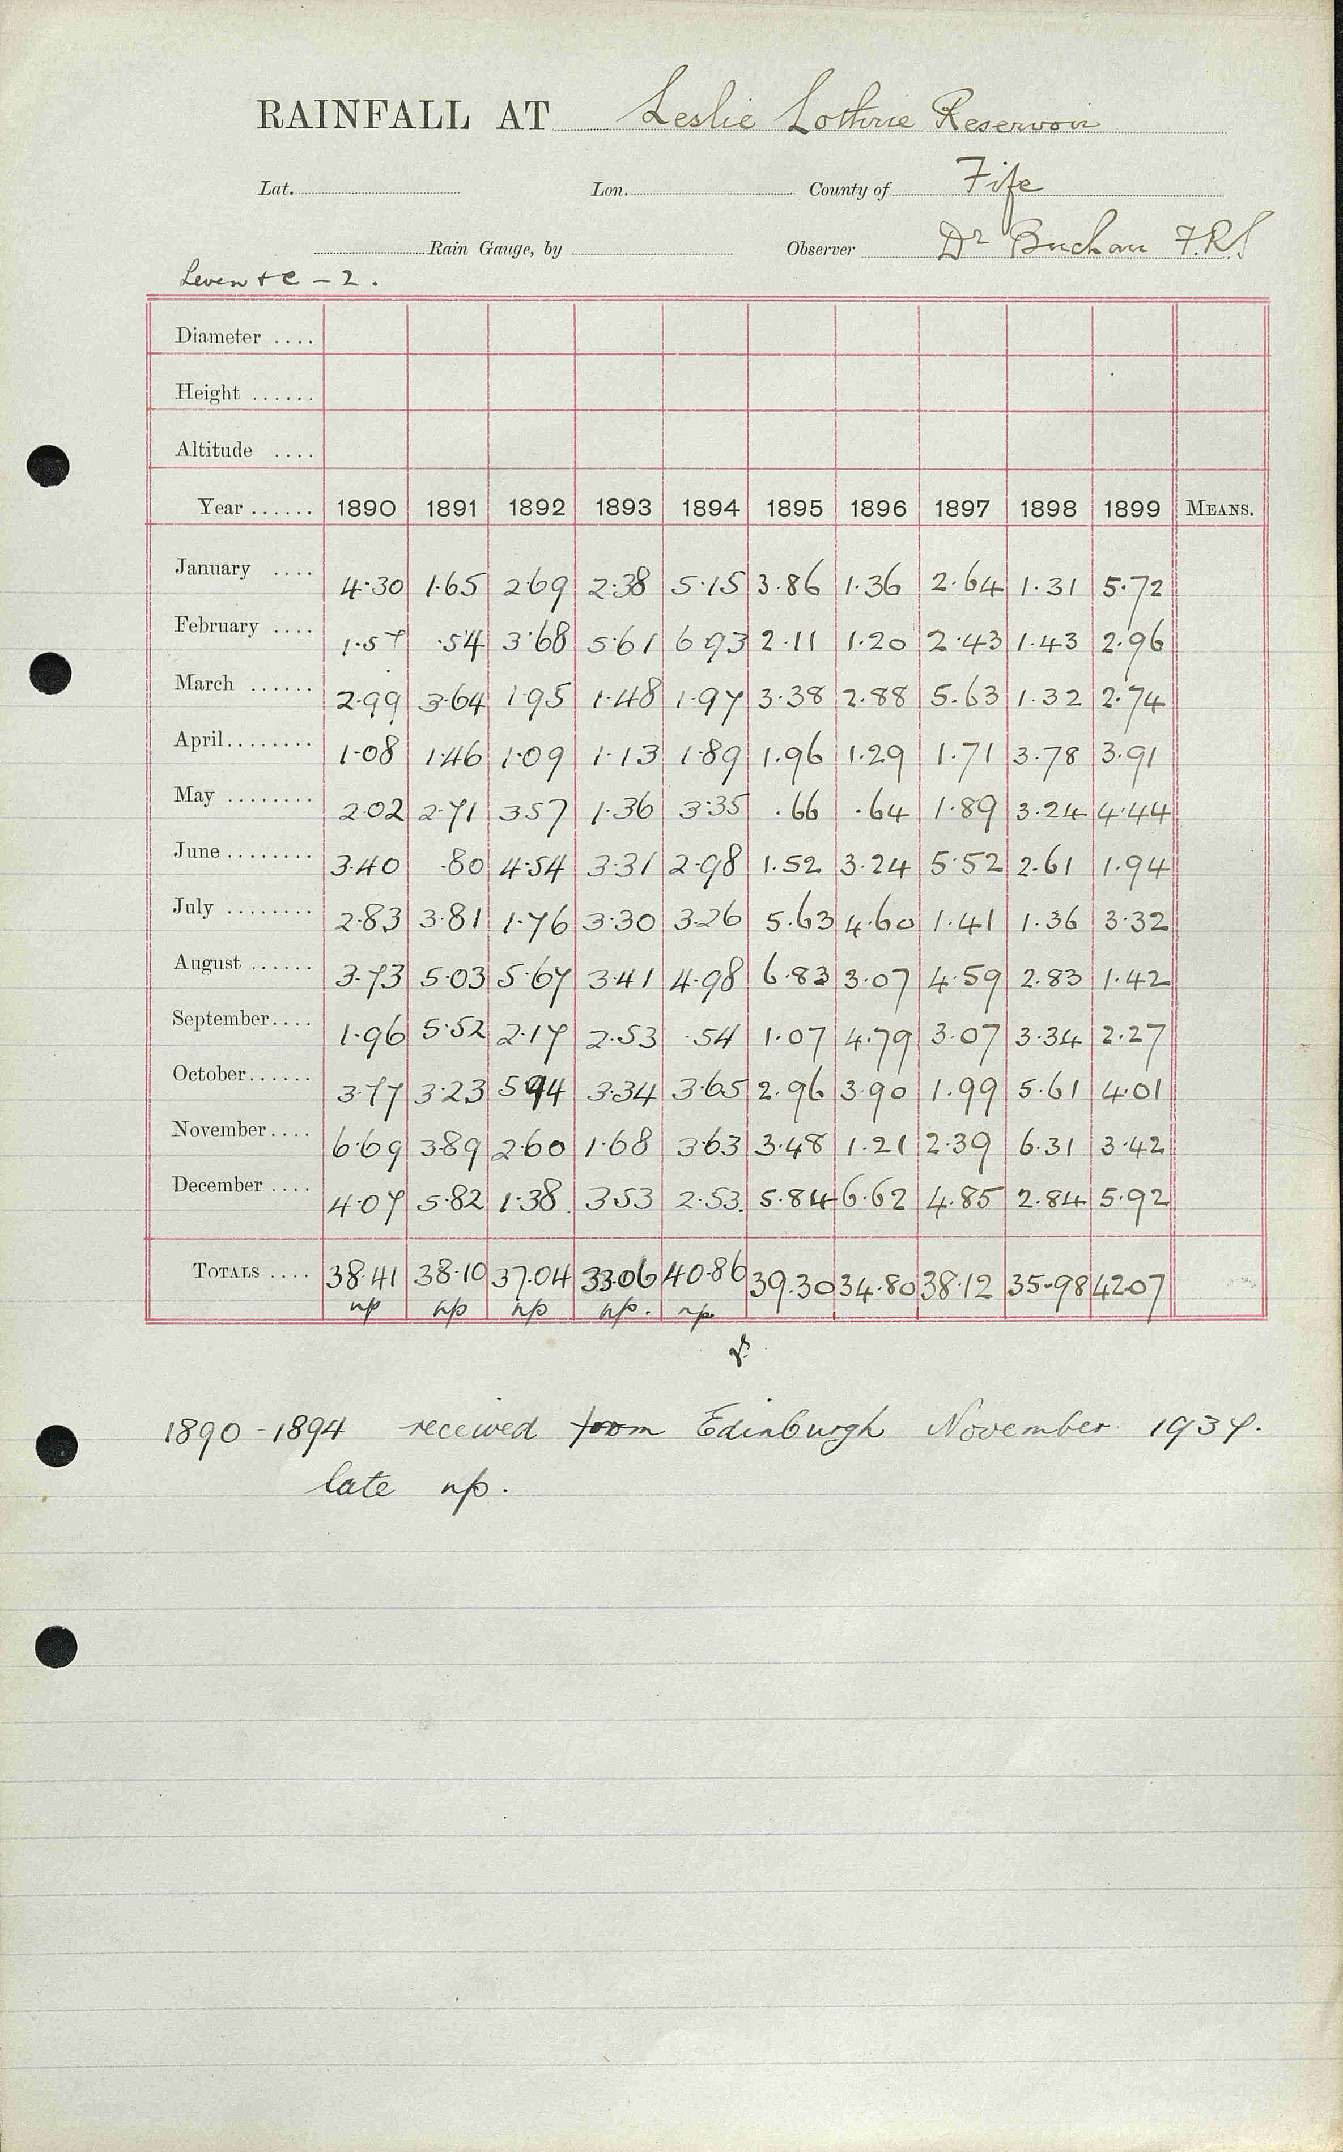 RAINFALL AT Leslie Lothrie Reservoir
Lat. Lon. County of Fife
Rain Gauge, by Observer Dr Buchan F.R.S
Leven & C - 2.
Diameter ....
Height ......
Altitude ....
Year ...... 1890 1891 1892 1893 1894 1895 1896 1897 1898 1899 MEANS.
January .... 4.30 1.65 2.69 2.38 5.15 3.86 1.36 2.64 1.31 5.72
February .... 1.57 .54 3.68 5.61 6.93 2.11 1.20 2.43 1.43 2.96
March ...... 2.99 3.64 1.95 1.48 1.97 3.38 2.88 5.63 1.32 2.74
April........ 1.08 1.46 1.09 1.13 1.89 1.96 1.29 1.71 3.78 3.91
May ........ 2.02 2.71 3.57 1.36 3.35 .66 .64 1.89 3.24 4.44
June ........ 3.40 .80 4.54 3.31 2.98 1.52 3.24 5.52 2.61 1.94
July ........ 2.83 3.81 1.76 3.30 3.26 5.63 4.60 1.41 1.36 3.32
August ...... 3.73 5.03 5.67 3.41 4.98 6.83 3.07 4.59 2.83 1.42
September.... 1.96 5.52 2.17 2.53 .54 1.07 4.79 3.07 3.34 2.27
October...... 3.77 3.23 5.94 3.34 3.65 2.96 3.90 1.99 5.61 4.01
November.... 6.69 3.89 2.60 1.68 3.63 3.48 1.21 2.39 6.31 3.42
December .... 4.07 5.82 1.38 3.53 2.53 5.84 6.62 4.85 2.84 5.92
TOTALS .... 38.41 38.10 37.04 33.06 40.86 39.30 34.80 38.12 35.98 42.07
np np np np. np.
1890 - 1894 received from Edinburgh November 1937.
late np.